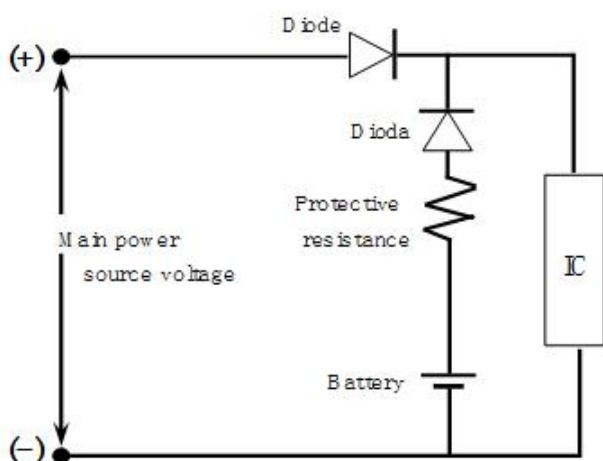 Diode
(+)
Dioda
Protective
resistance
Main power
source voltage
IC
Battery
(−)